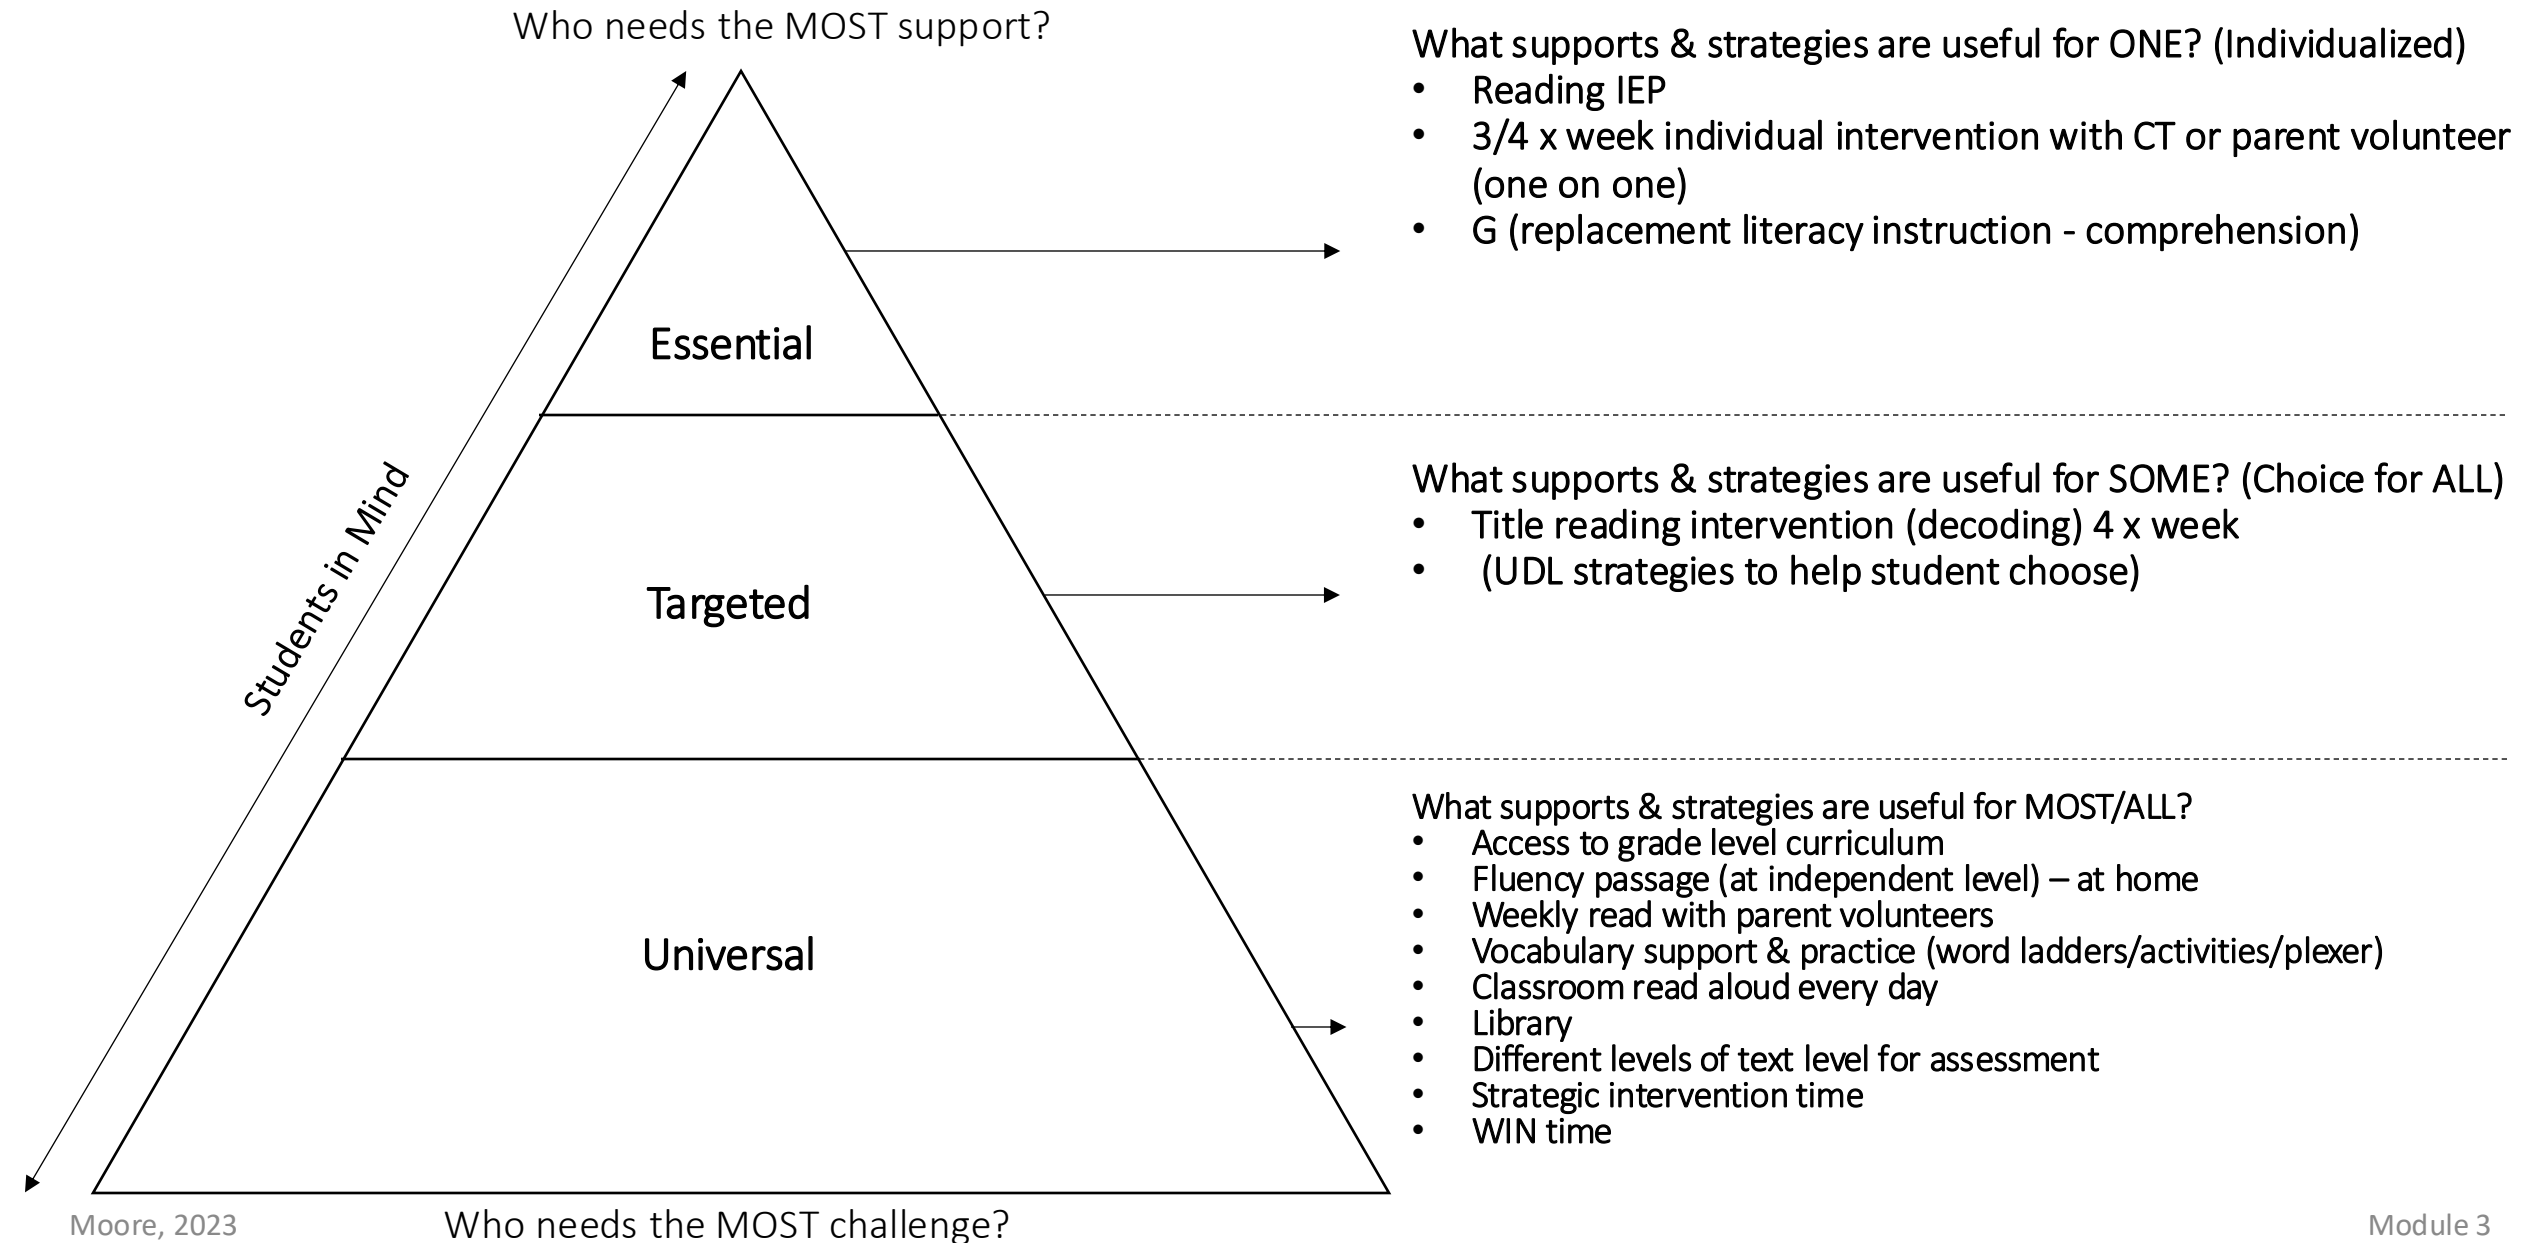 Who needs the MOST support?
Essential
Targeted
Universal
Students in Mind
Who needs the MOST challenge?
What supports & strategies are useful for ONE? (Individualized)
• Reading IEP
• 3/4 x week individual intervention with CT or parent volunteer
(one on one)
• G (replacement literacy instruction - comprehension)
What supports & strategies are useful for SOME? (Choice for ALL)
• Title reading intervention (decoding) 4 x week
• (UDL strategies to help student choose)
What supports & strategies are useful for MOST/ALL?
• Access to grade level curriculum
• Fluency passage (at independent level) – at home
• Weekly read with parent volunteers
• Vocabulary support & practice (word ladders/activities/plexer)
• Classroom read aloud every day
• Library
• Different levels of text level for assessment
• Strategic intervention time
• WIN time
Moore, 2023
Module 3